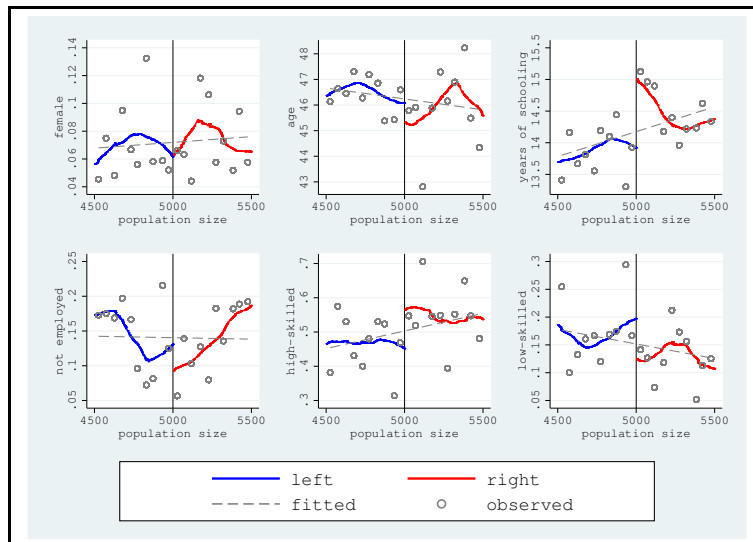 .04 .06 .08 .1 .12 .14
female
4500 5000 5500
population size
43 44 45 46 47 48
age
4500 5000 5500
population size
13.5 14 14.5 15 15.5
years of schooling
4500 5000 5500
population size
.05 .1 .15 .2 .25
not employed
4500 5000 5500
population size
.3 .4 .5 .6 .7
high-skilled
4500 5000 5500
population size
.05 .1 .15 .2 .25 .3
low-skilled
4500 5000 5500
population size
left right
fitted observed